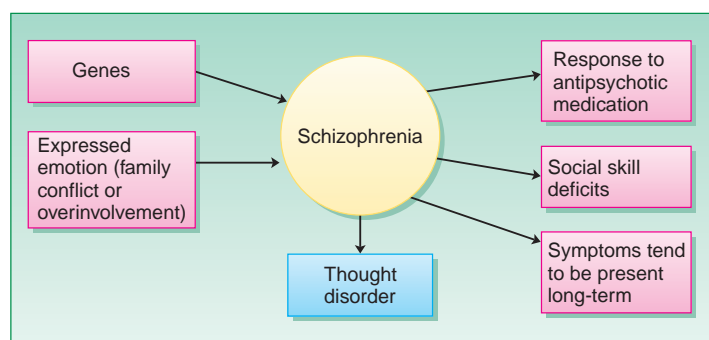 Genes
Expressed
emotion (family
conflict or
overinvolvement)
Schizophrenia
Thought
disorder
Response to
antipsychotic
medication
Social skill
deficits
Symptoms tend
to be present
long-term